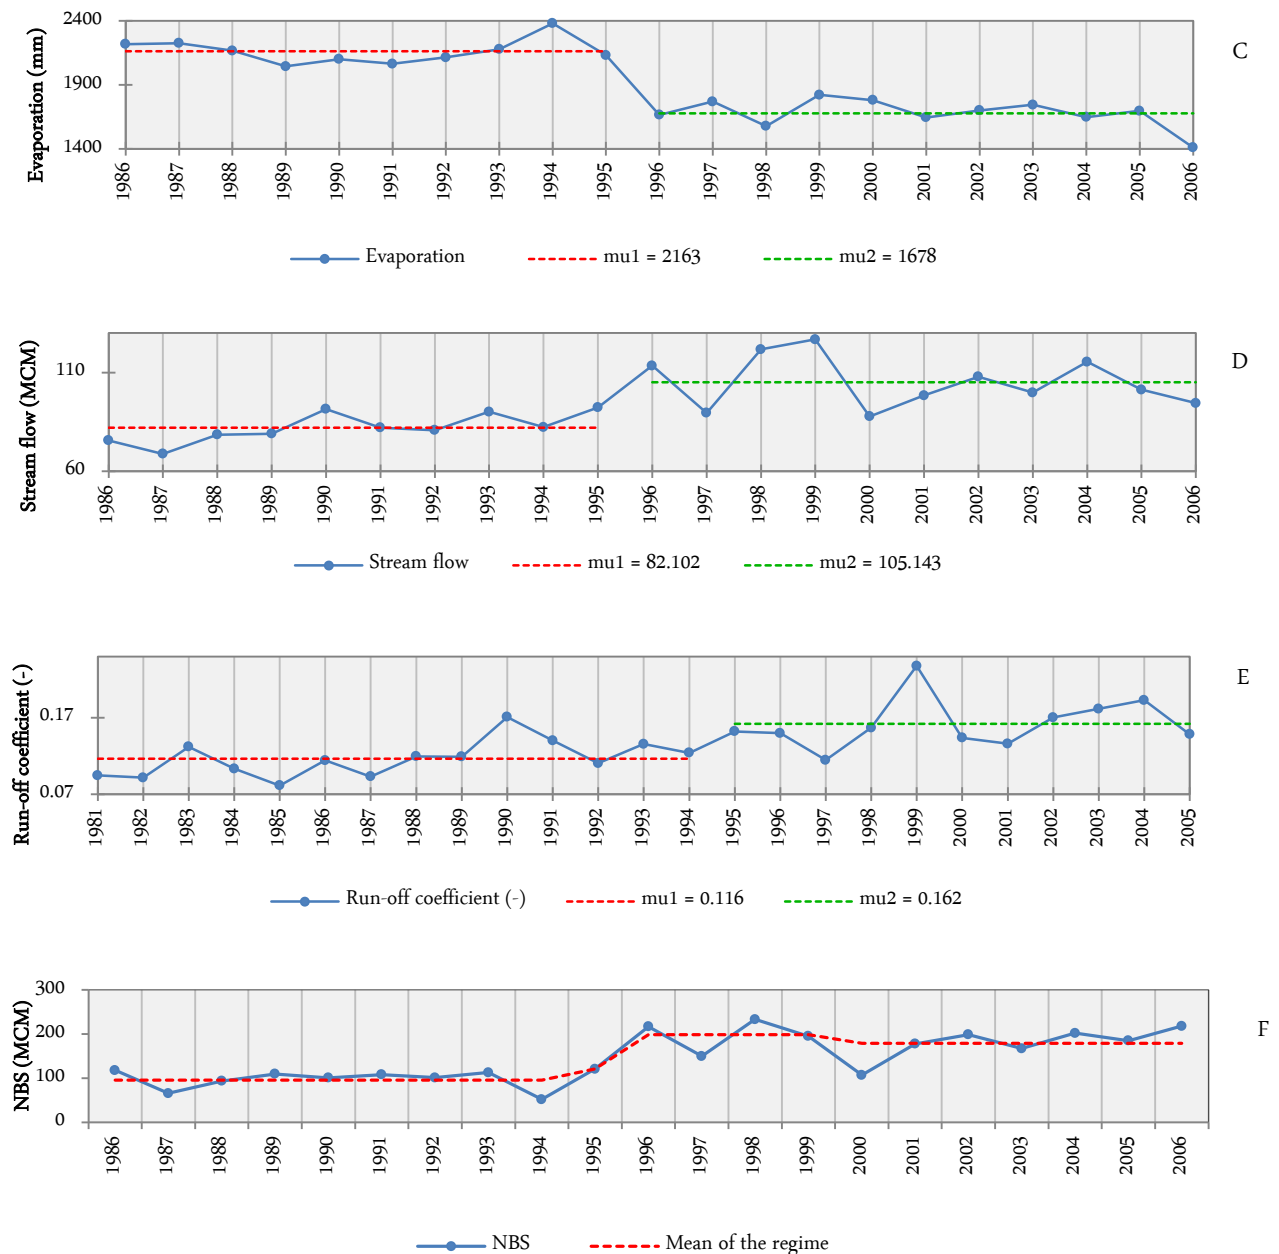 C
Evaporation (mm)
2400
1900
1400
1986 1987 1988 1989 1990 1991 1992 1993 1994 1995 1996 1997 1998 1999 2000 2001 2002 2003 2004 2005 2006
Evaporation mu1 = 2163 mu2 = 1678
D
Stream flow (MCM)
110
60
1986 1987 1988 1989 1990 1991 1992 1993 1994 1995 1996 1997 1998 1999 2000 2001 2002 2003 2004 2005 2006
Stream flow mu1 = 82.102 mu2 = 105.143
E
Run-off coefficient (-)
0.17
0.07
1981 1982 1983 1984 1985 1986 1987 1988 1989 1990 1991 1992 1993 1994 1995 1996 1997 1998 1999 2000 2001 2002 2003 2004 2005
Run-off coefficient (-) mu1 = 0.116 mu2 = 0.162
F
NBS (MCM)
300
200
100
0
1986 1987 1988 1989 1990 1991 1992 1993 1994 1995 1996 1997 1998 1999 2000 2001 2002 2003 2004 2005 2006
NBS Mean of the regime